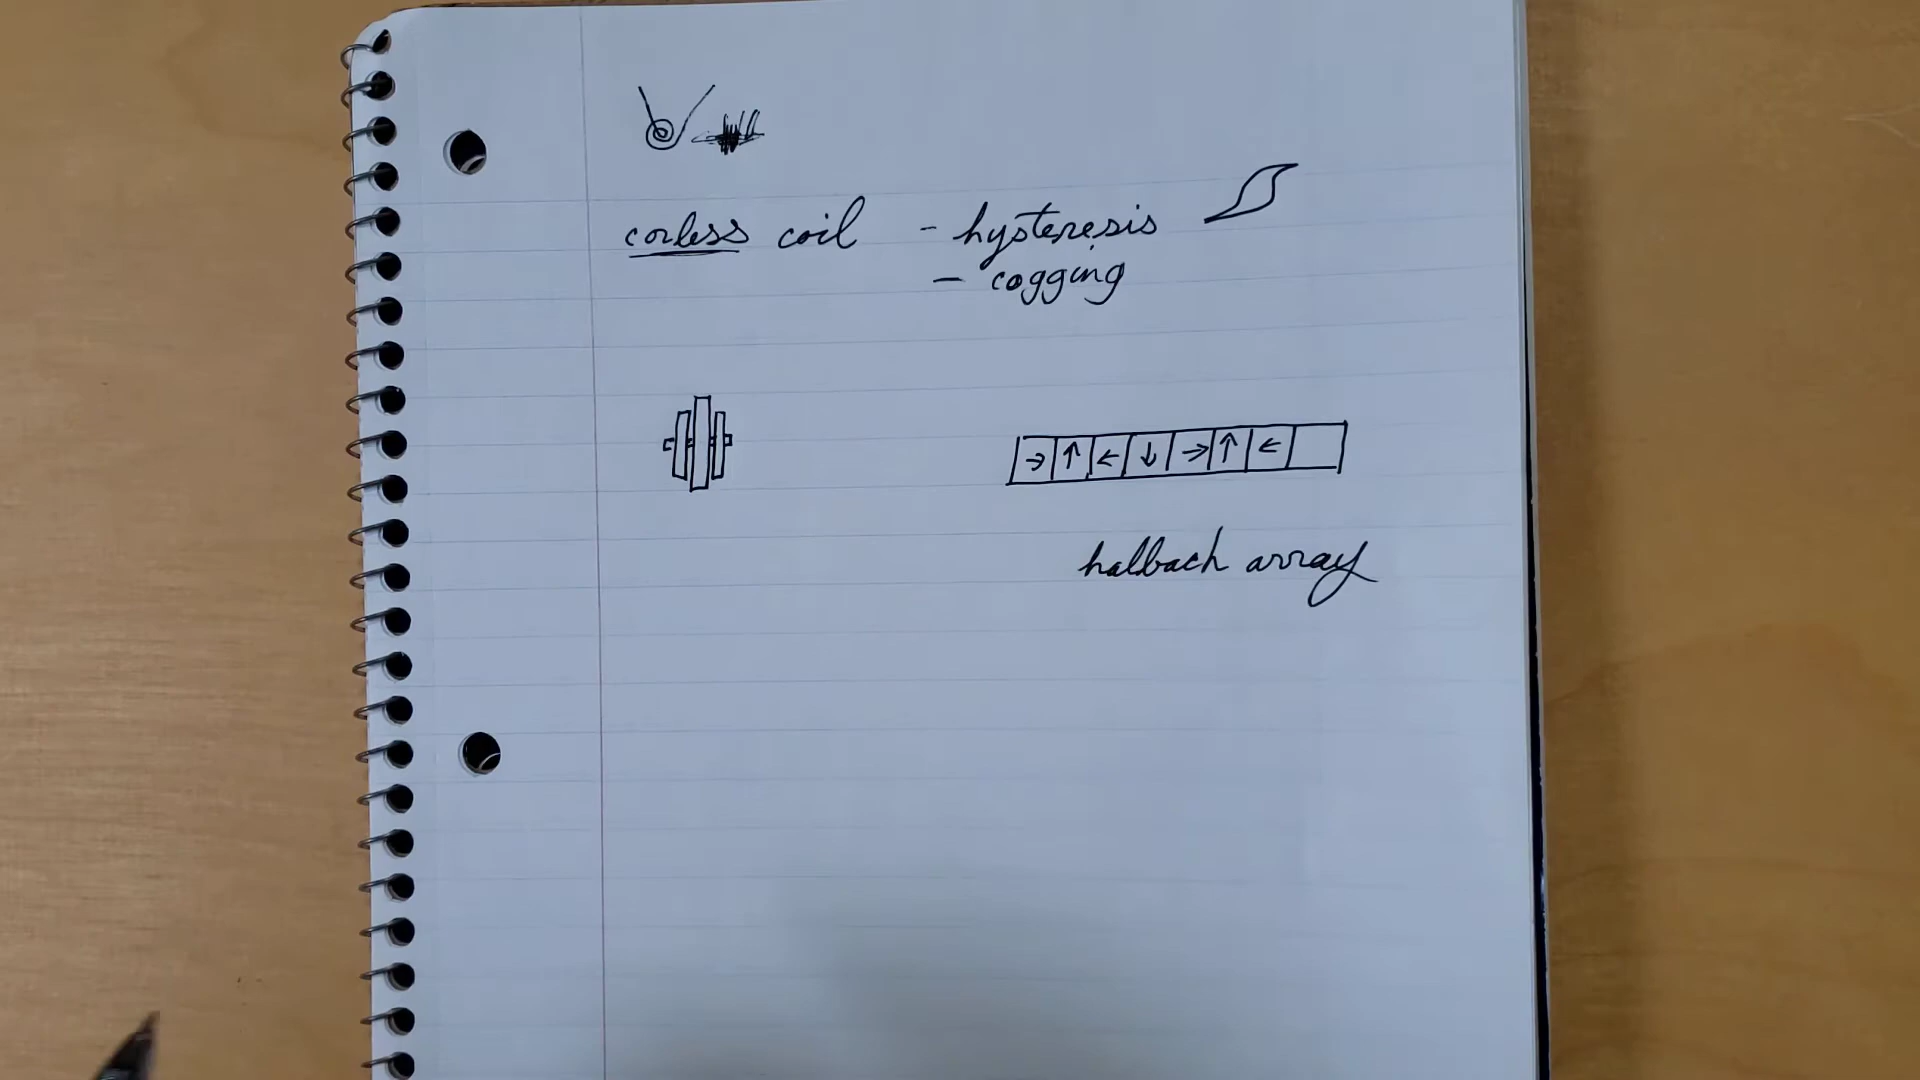 corless coil - hysteresis
- cogging
→ ↑ ← ↓ → ↑ ←
halbach array